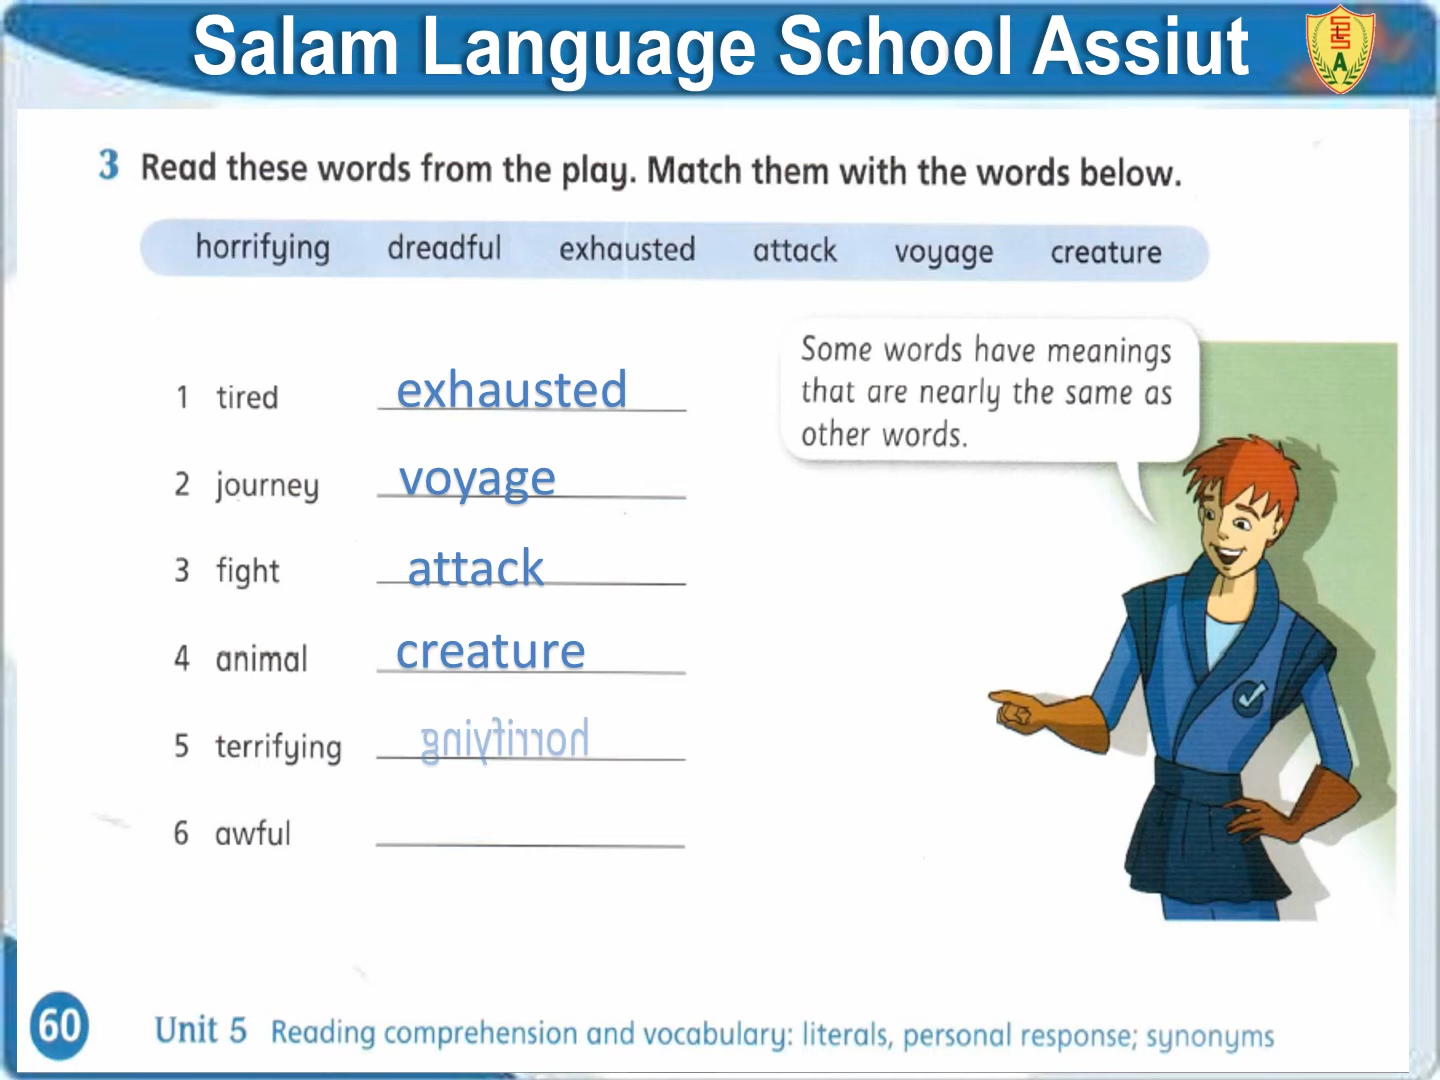 Salam Language School Assiut
SLS
A
3 Read these words from the play. Match them with the words below.
horrifying dreadful exhausted attack voyage creature
Some words have meanings
that are nearly the same as
other words.
1 tired exhausted
2 journey voyage
3 fight attack
4 animal creature
5 terrifying horrifying
6 awful
60 Unit 5 Reading comprehension and vocabulary: literals, personal response; synonyms